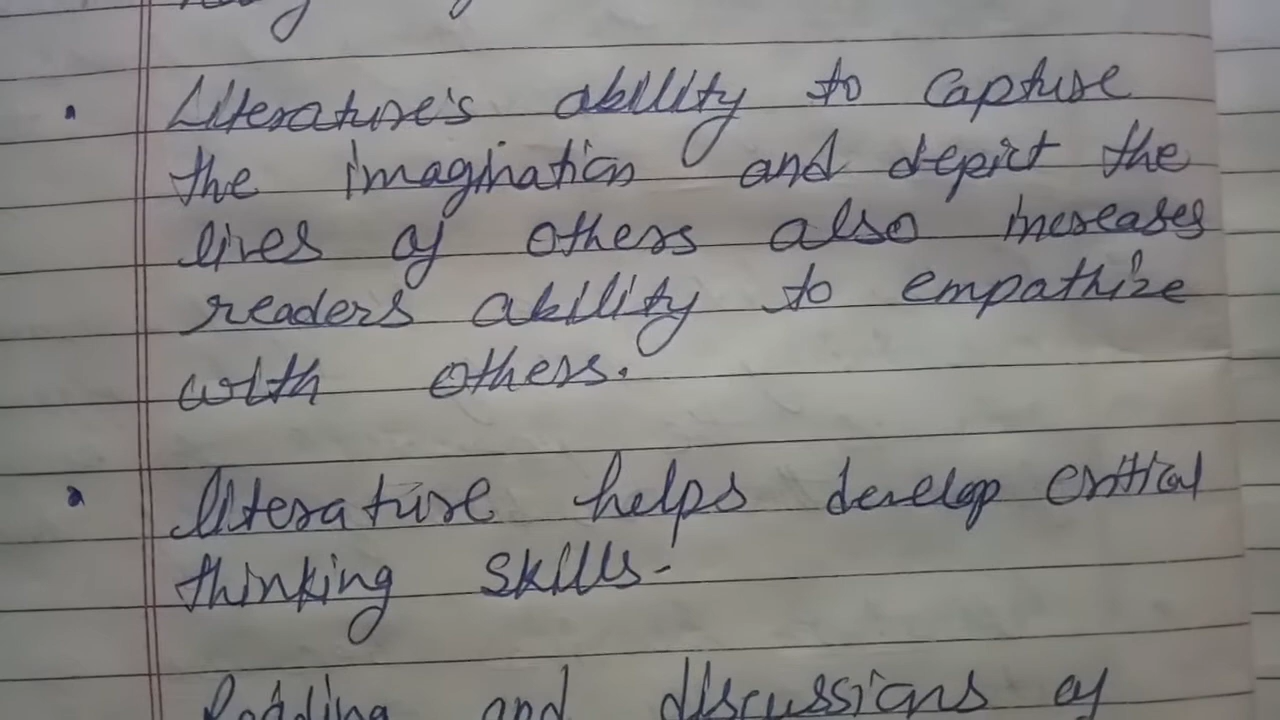 Literature's ability to capture
the imagination and depict the
lives of others also increases
readers ability to empathize
with others.
literature helps develop critical
thinking skills.
and discussions of